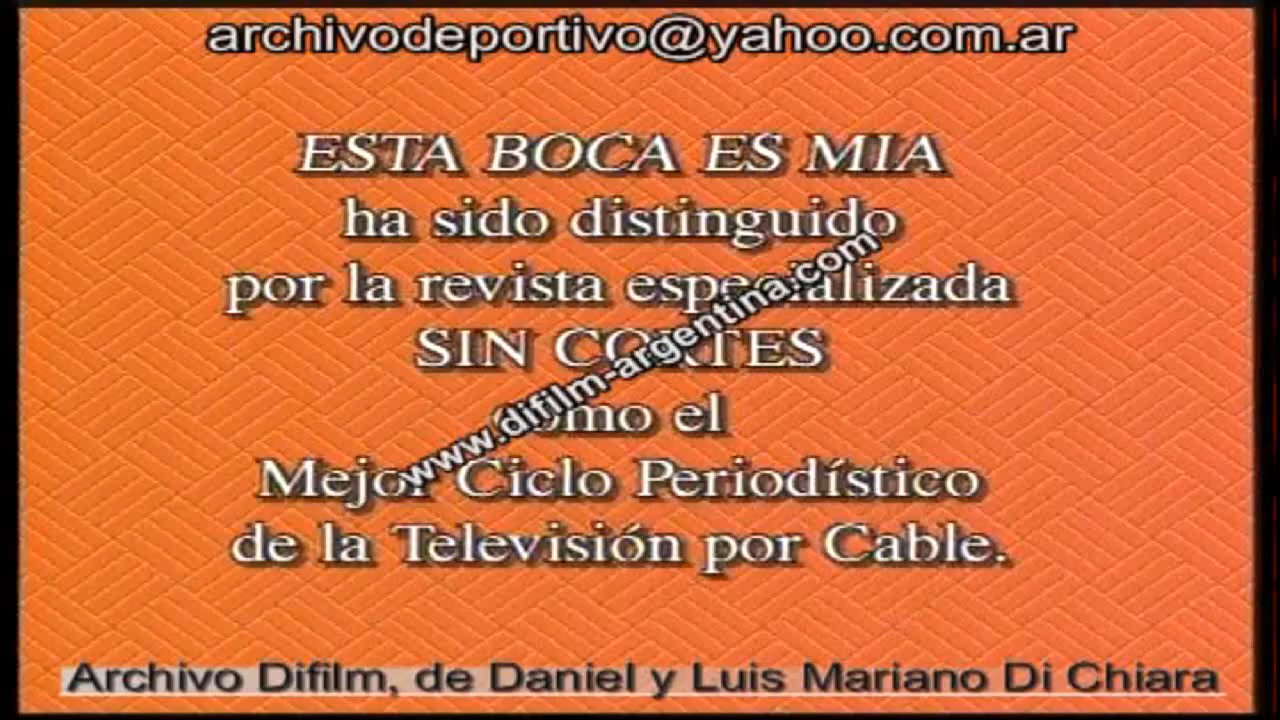 archivodeportivo@yahoo.com.ar
ESTA BOCA ES MIA
ha sido distinguido
por la revista especializada
SIN CORTES
como el
Mejor Ciclo Periodístico
de la Televisión por Cable.
www.difilm-argentina.com
Archivo Difilm, de Daniel y Luis Mariano Di Chiara